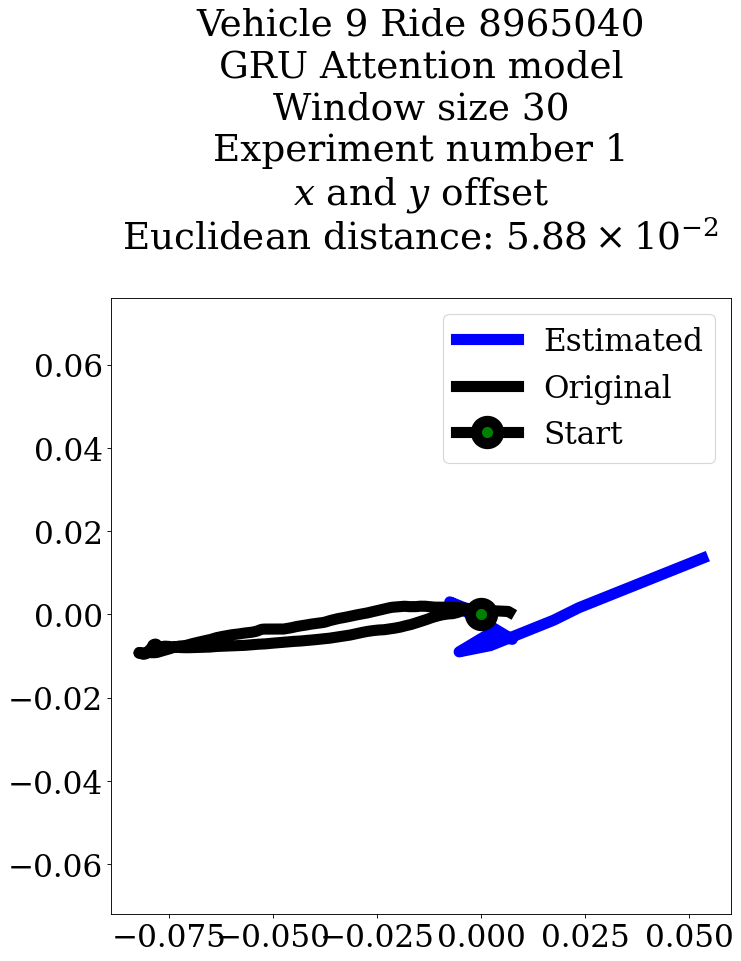 Vehicle 9 Ride 8965040
GRU Attention model
Window size 30
Experiment number 1
x and y offset
Euclidean distance: 5.88 × 10⁻²
Estimated
Original
Start
0.06
0.04
0.02
0.00
−0.02
−0.04
−0.06
−0.075 −0.050 −0.025 0.000 0.025 0.050